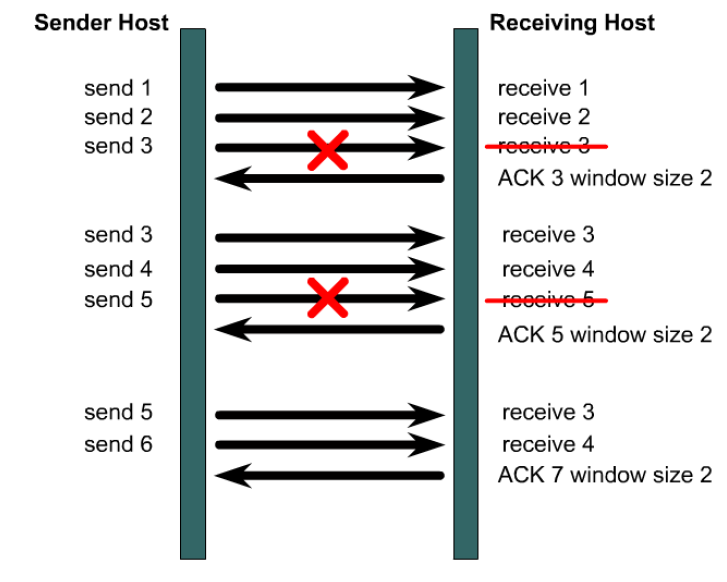 Sender Host Receiving Host
send 1 receive 1
send 2 receive 2
send 3 receive 3
ACK 3 window size 2
send 3 receive 3
send 4 receive 4
send 5 receive 5
ACK 5 window size 2
send 5 receive 3
send 6 receive 4
ACK 7 window size 2